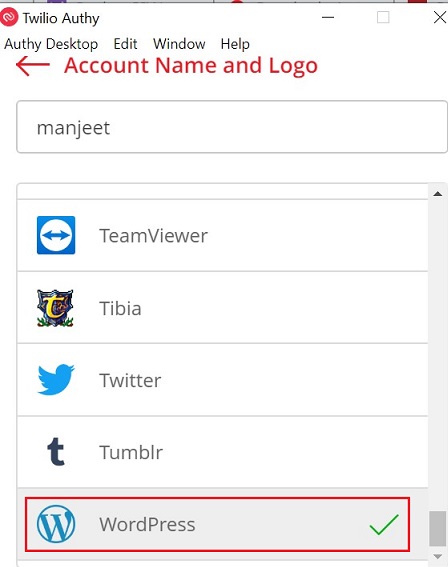 Twilio Authy
Authy Desktop Edit Window Help
Account Name and Logo
manjeet
TeamViewer
Tibia
Twitter
Tumblr
WordPress